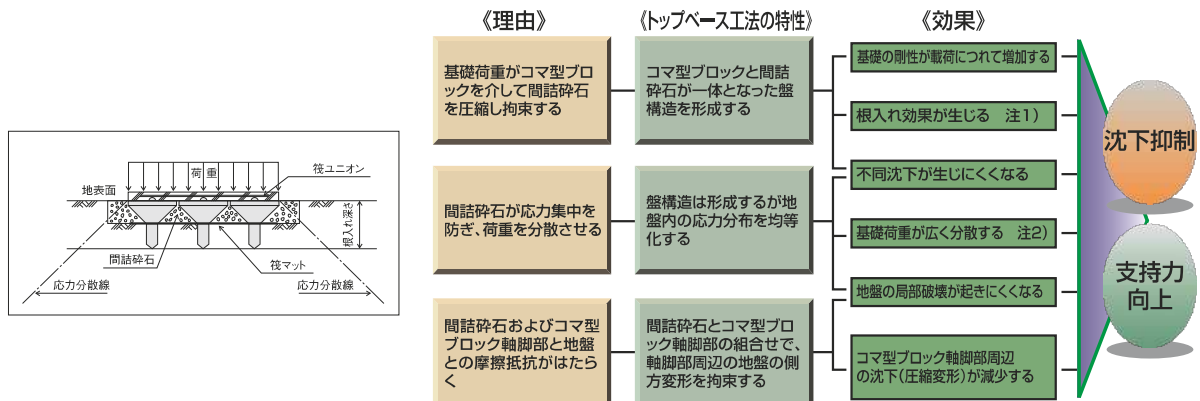 荷重
筏ユニオン
地表面
根入れ深さ
間詰砕石
筏マット
応力分散線
応力分散線
《理由》
基礎荷重がコマ型ブロ
ックを介して間詰砕石
を圧縮し拘束する
間詰砕石が応力集中を
防ぎ、荷重を分散させる
間詰砕石およびコマ型
ブロック軸脚部と地盤
との摩擦抵抗がはたら
く
《トップベース工法の特性》
コマ型ブロックと間詰
砕石が一体となった盤
構造を形成する
盤構造は形成するが地
盤内の応力分布を均等
化する
間詰砕石とコマ型ブロ
ック軸脚部の組合せで、
軸脚部周辺の地盤の側
方変形を拘束する
《効果》
基礎の剛性が載荷につれて増加する
根入れ効果が生じる 注1)
不同沈下が生じにくくなる
基礎荷重が広く分散する 注2)
地盤の局部破壊が起きにくくなる
コマ型ブロック軸脚部周辺
の沈下(圧縮変形)が減少する
沈下抑制
支持力
向上